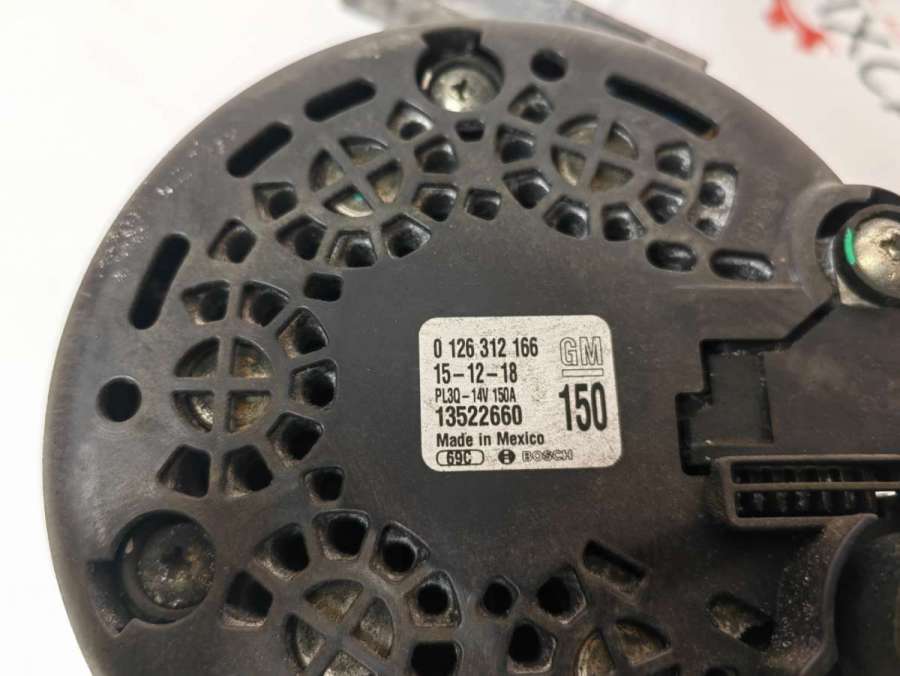 0 126 312 166
GM
15-12-18
PL3Q-14V 150A
150
13522660
Made in Mexico
69C BOSCH